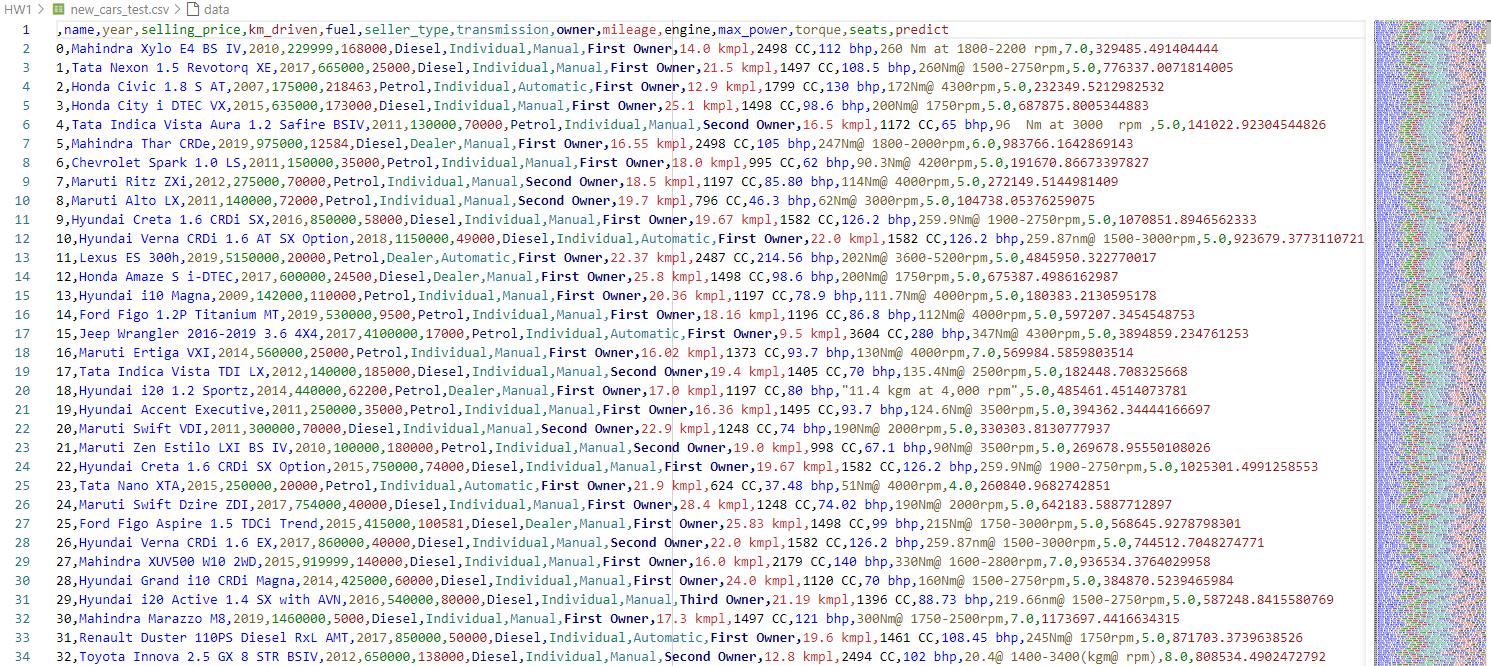 HW1 > new_cars_test.csv > data
1 ,name,year,selling_price,km_driven,fuel,seller_type,transmission,owner,mileage,engine,max_power,torque,seats,predict
2 0,Mahindra Xylo E4 BS IV,2010,229999,168000,Diesel,Individual,Manual,First Owner,14.0 kmpl,2498 CC,112 bhp,260 Nm at 1800-2200 rpm,7.0,329485.491404444
3 1,Tata Nexon 1.5 Revotorq XE,2017,665000,25000,Diesel,Individual,Manual,First Owner,21.5 kmpl,1497 CC,108.5 bhp,260Nm@ 1500-2750rpm,5.0,776337.0071814005
4 2,Honda Civic 1.8 S AT,2007,175000,218463,Petrol,Individual,Automatic,First Owner,12.9 kmpl,1799 CC,130 bhp,172Nm@ 4300rpm,5.0,232349.5212982532
5 3,Honda City i DTEC VX,2015,635000,173000,Diesel,Individual,Manual,First Owner,25.1 kmpl,1498 CC,98.6 bhp,200Nm@ 1750rpm,5.0,687875.8005344883
6 4,Tata Indica Vista Aura 1.2 Safire BSIV,2011,130000,70000,Petrol,Individual,Manual,Second Owner,16.5 kmpl,1172 CC,65 bhp,96  Nm at 3000  rpm ,5.0,141022.92304544826
7 5,Mahindra Thar CRDe,2019,975000,12584,Diesel,Dealer,Manual,First Owner,16.55 kmpl,2498 CC,105 bhp,247Nm@ 1800-2000rpm,6.0,983766.1642869143
8 6,Chevrolet Spark 1.0 LS,2011,150000,35000,Petrol,Individual,Manual,First Owner,18.0 kmpl,995 CC,62 bhp,90.3Nm@ 4200rpm,5.0,191670.86673397827
9 7,Maruti Ritz ZXi,2012,275000,70000,Petrol,Individual,Manual,Second Owner,18.5 kmpl,1197 CC,85.80 bhp,114Nm@ 4000rpm,5.0,272149.5144981409
10 8,Maruti Alto LX,2011,140000,72000,Petrol,Individual,Manual,Second Owner,19.7 kmpl,796 CC,46.3 bhp,62Nm@ 3000rpm,5.0,104738.05376259075
11 9,Hyundai Creta 1.6 CRDi SX,2016,850000,58000,Diesel,Individual,Manual,First Owner,19.67 kmpl,1582 CC,126.2 bhp,259.9Nm@ 1900-2750rpm,5.0,1070851.8946562333
12 10,Hyundai Verna CRDi 1.6 AT SX Option,2018,1150000,49000,Diesel,Individual,Automatic,First Owner,22.0 kmpl,1582 CC,126.2 bhp,259.87nm@ 1500-3000rpm,5.0,923679.3773110721
13 11,Lexus ES 300h,2019,5150000,20000,Petrol,Dealer,Automatic,First Owner,22.37 kmpl,2487 CC,214.56 bhp,202Nm@ 3600-5200rpm,5.0,4845950.322770017
14 12,Honda Amaze S i-DTEC,2017,600000,24500,Diesel,Dealer,Manual,First Owner,25.8 kmpl,1498 CC,98.6 bhp,200Nm@ 1750rpm,5.0,675387.4986162987
15 13,Hyundai i10 Magna,2009,142000,110000,Petrol,Individual,Manual,First Owner,20.36 kmpl,1197 CC,78.9 bhp,111.7Nm@ 4000rpm,5.0,180383.2130595178
16 14,Ford Figo 1.2P Titanium MT,2019,530000,9500,Petrol,Individual,Manual,First Owner,18.16 kmpl,1196 CC,86.8 bhp,112Nm@ 4000rpm,5.0,597207.3454548753
17 15,Jeep Wrangler 2016-2019 3.6 4X4,2017,4100000,17000,Petrol,Individual,Automatic,First Owner,9.5 kmpl,3604 CC,280 bhp,347Nm@ 4300rpm,5.0,3894859.234761253
18 16,Maruti Ertiga VXI,2014,560000,25000,Petrol,Individual,Manual,First Owner,16.02 kmpl,1373 CC,93.7 bhp,130Nm@ 4000rpm,7.0,569984.5859803514
19 17,Tata Indica Vista TDI LX,2012,140000,185000,Diesel,Individual,Manual,Second Owner,19.4 kmpl,1405 CC,70 bhp,135.4Nm@ 2500rpm,5.0,182448.708325668
20 18,Hyundai i20 1.2 Sportz,2014,440000,62200,Petrol,Dealer,Manual,First Owner,17.0 kmpl,1197 CC,80 bhp,"11.4 kgm at 4,000 rpm",5.0,485461.4514073781
21 19,Hyundai Accent Executive,2011,250000,35000,Petrol,Individual,Manual,First Owner,16.36 kmpl,1495 CC,93.7 bhp,124.6Nm@ 3500rpm,5.0,394362.34444166697
22 20,Maruti Swift VDI,2011,300000,70000,Diesel,Individual,Manual,Second Owner,22.9 kmpl,1248 CC,74 bhp,190Nm@ 2000rpm,5.0,330303.8130777937
23 21,Maruti Zen Estilo LXI BS IV,2010,100000,180000,Petrol,Individual,Manual,Second Owner,19.0 kmpl,998 CC,67.1 bhp,90Nm@ 3500rpm,5.0,269678.95550108026
24 22,Hyundai Creta 1.6 CRDi SX Option,2015,750000,74000,Diesel,Individual,Manual,First Owner,19.67 kmpl,1582 CC,126.2 bhp,259.9Nm@ 1900-2750rpm,5.0,1025301.4991258553
25 23,Tata Nano XTA,2015,250000,20000,Petrol,Individual,Automatic,First Owner,21.9 kmpl,624 CC,37.48 bhp,51Nm@ 4000rpm,4.0,260840.9682742851
26 24,Maruti Swift Dzire ZDI,2017,754000,40000,Diesel,Individual,Manual,First Owner,28.4 kmpl,1248 CC,74.02 bhp,190Nm@ 2000rpm,5.0,642183.5887712897
27 25,Ford Figo Aspire 1.5 TDCi Trend,2015,415000,100581,Diesel,Dealer,Manual,First Owner,25.83 kmpl,1498 CC,99 bhp,215Nm@ 1750-3000rpm,5.0,568645.9278798301
28 26,Hyundai Verna CRDi 1.6 EX,2017,860000,40000,Diesel,Individual,Manual,Second Owner,22.0 kmpl,1582 CC,126.2 bhp,259.87nm@ 1500-3000rpm,5.0,744512.7048274771
29 27,Mahindra XUV500 W10 2WD,2015,919999,140000,Diesel,Individual,Manual,First Owner,16.0 kmpl,2179 CC,140 bhp,330Nm@ 1600-2800rpm,7.0,936534.3764029958
30 28,Hyundai Grand i10 CRDi Magna,2014,425000,60000,Diesel,Individual,Manual,First Owner,24.0 kmpl,1120 CC,70 bhp,160Nm@ 1500-2750rpm,5.0,384870.5239465984
31 29,Hyundai i20 Active 1.4 SX with AVN,2016,540000,80000,Diesel,Individual,Manual,Third Owner,21.19 kmpl,1396 CC,88.73 bhp,219.66nm@ 1500-2750rpm,5.0,587248.8415580769
32 30,Mahindra Marazzo M8,2019,1460000,5000,Diesel,Individual,Manual,First Owner,17.3 kmpl,1497 CC,121 bhp,300Nm@ 1750-2500rpm,7.0,1173697.4416634315
33 31,Renault Duster 110PS Diesel RxL AMT,2017,850000,50000,Diesel,Individual,Automatic,First Owner,19.6 kmpl,1461 CC,108.45 bhp,245Nm@ 1750rpm,5.0,871703.3739638526
34 32,Toyota Innova 2.5 GX 8 STR BSIV,2012,650000,138000,Diesel,Individual,Manual,Second Owner,12.8 kmpl,2494 CC,102 bhp,20.4@ 1400-3400(kgm@ rpm),8.0,808534.4902472792